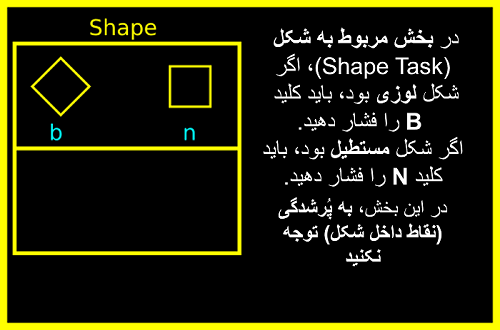 Shape
b n
در بخش مربوط به شکل
(Shape Task)، اگر
شکل لوزی بود، باید کلید
B را فشار دهید.
اگر شکل مستطیل بود، باید
کلید N را فشار دهید.
در این بخش، به پُرشدگی
(نقاط داخل شکل) توجه
نکنید